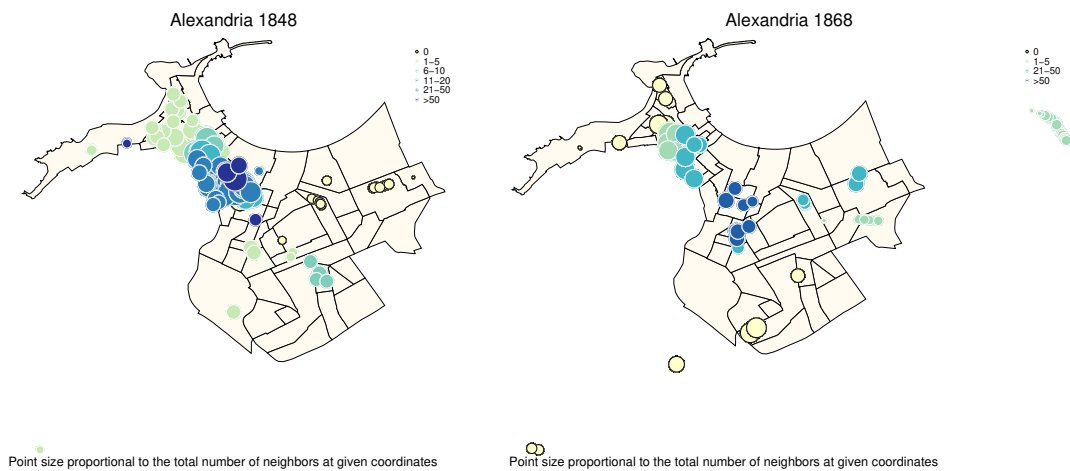 Alexandria 1848
0
1−5
6−10
11−20
21−50
>50
Point size proportional to the total number of neighbors at given coordinates
Alexandria 1868
0
1−5
21−50
>50
Point size proportional to the total number of neighbors at given coordinates